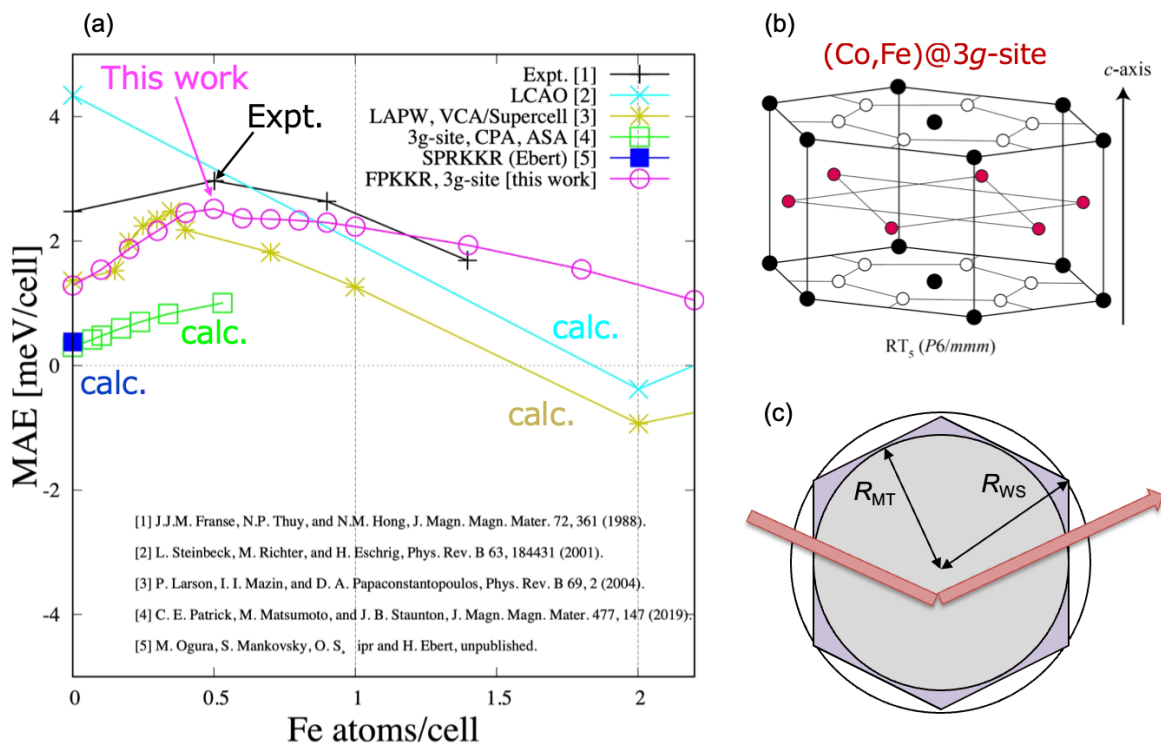 (a)
This work
Expt.
Expt. [1]
LCAO [2]
LAPW, VCA/Supercell [3]
3g-site, CPA, ASA [4]
SPRKKR (Ebert) [5]
FPKKR, 3g-site [this work]
calc.
calc.
calc.
calc.
MAE [meV/cell]
4
2
0
-2
-4
[1] J.J.M. Franse, N.P. Thuy, and N.M. Hong, J. Magn. Magn. Mater. 72, 361 (1988).
[2] L. Steinbeck, M. Richter, and H. Eschrig, Phys. Rev. B 63, 184431 (2001).
[3] P. Larson, I. I. Mazin, and D. A. Papaconstantopoulos, Phys. Rev. B 69, 2 (2004).
[4] C. E. Patrick, M. Matsumoto, and J. B. Staunton, J. Magn. Magn. Mater. 477, 147 (2019).
[5] M. Ogura, S. Mankovsky, O. S ipr and H. Ebert, unpublished.
0 0.5 1 1.5 2
Fe atoms/cell
(b)
(Co,Fe)@3g-site
c-axis
RT5 (P6/mmm)
(c)
RMT
RWS